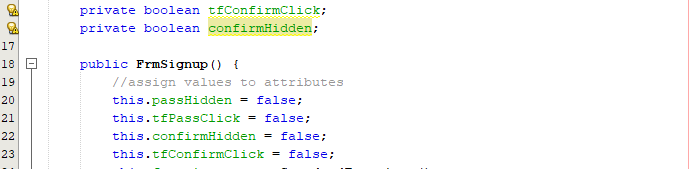 private boolean tfConfirmClick;
private boolean confirmHidden;
17
18 public FrmSignup() {
19 //assign values to attributes
20 this.passHidden = false;
21 this.tfPassClick = false;
22 this.confirmHidden = false;
23 this.tfConfirmClick = false;